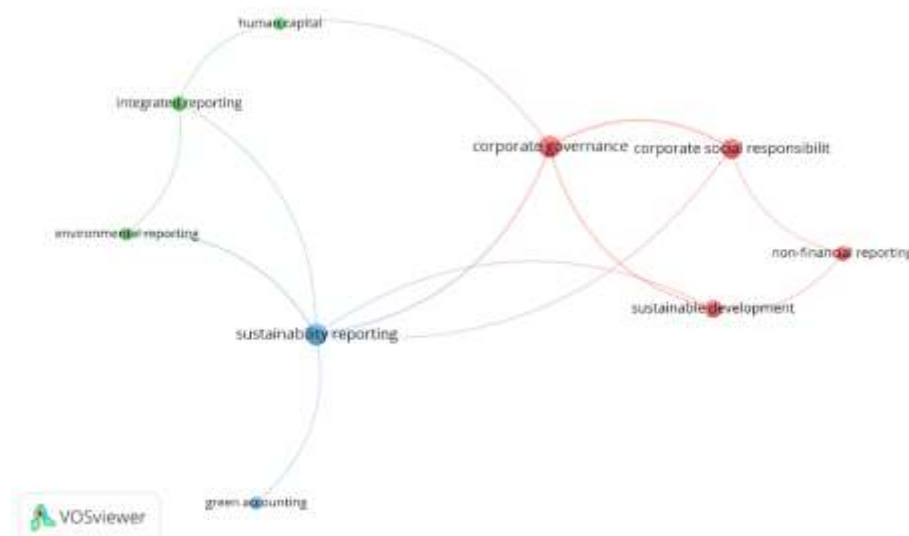 human capital
integrated reporting
corporate governance
corporate social responsibilit
environmental reporting
non-financial reporting
sustainable development
sustainability reporting
green accounting
VOSviewer